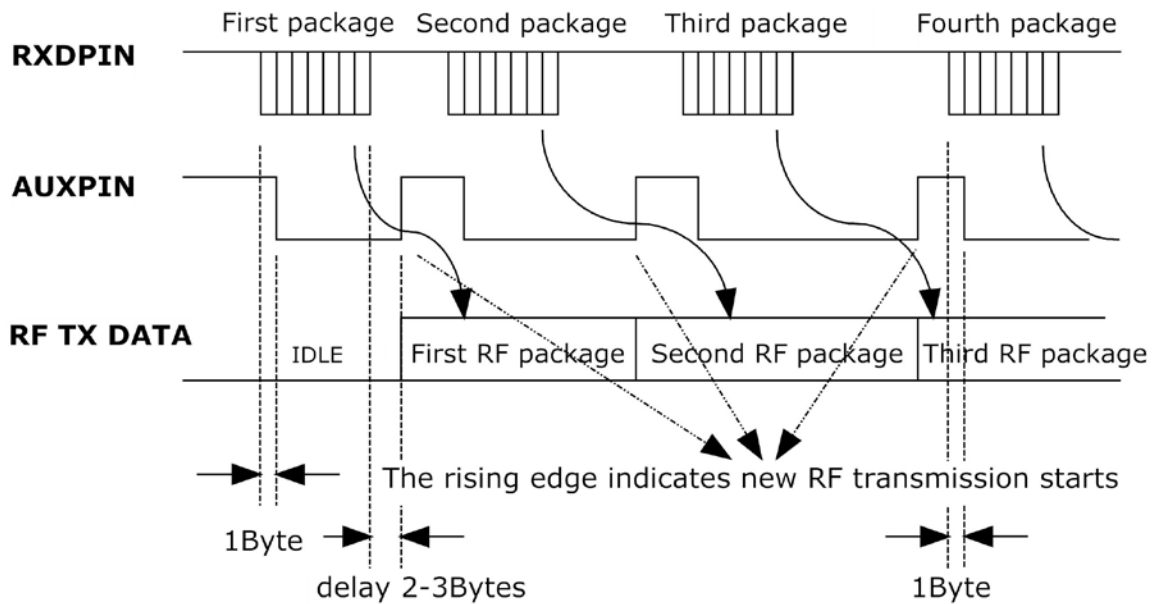 First package Second package Third package Fourth package
RXDPIN
AUXPIN
RF TX DATA
IDLE First RF package Second RF package Third RF package
The rising edge indicates new RF transmission starts
1Byte
delay 2-3Bytes
1Byte